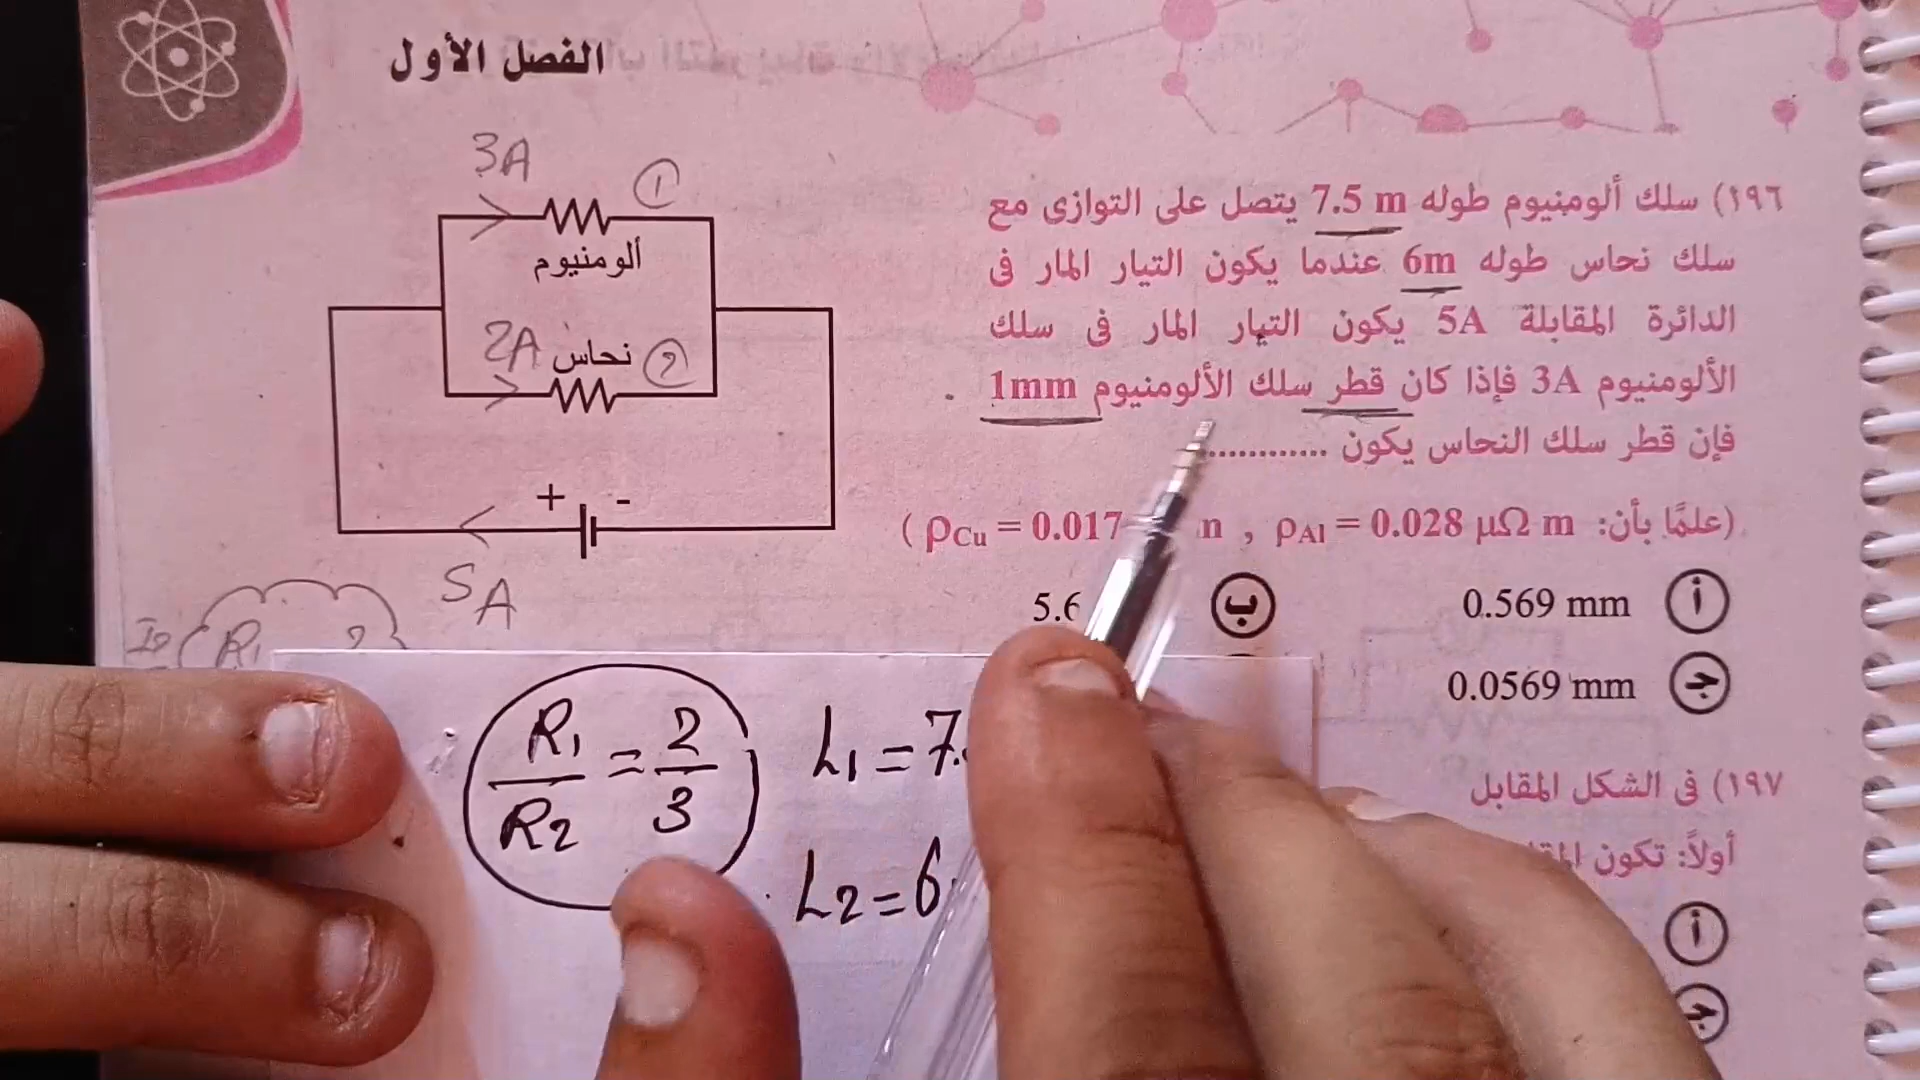 الفصل الأول
١٩٦) سلك ألومنيوم طوله 7.5 m يتصل على التوازى مع
سلك نحاس طوله 6m عندما يكون التيار المار فى
الدائرة المقابلة 5A يكون التيار المار فى سلك
الألومنيوم 3A فإذا كان قطر سلك الألومنيوم 1mm
فإن قطر سلك النحاس يكون ............
(علمًا بأن: ρCu = 0.017 , ρAl = 0.028 μΩ m )
أ 0.569 mm
ب 5.6
ج 0.0569 mm
3A
①
ألومنيوم
2A نحاس ②
+ -
5A
R₁
R₁/R₂ = 2/3
L₁ = 7.
L₂ = 6
١٩٧) فى الشكل المقابل
أولاً: تكون
أ
ج